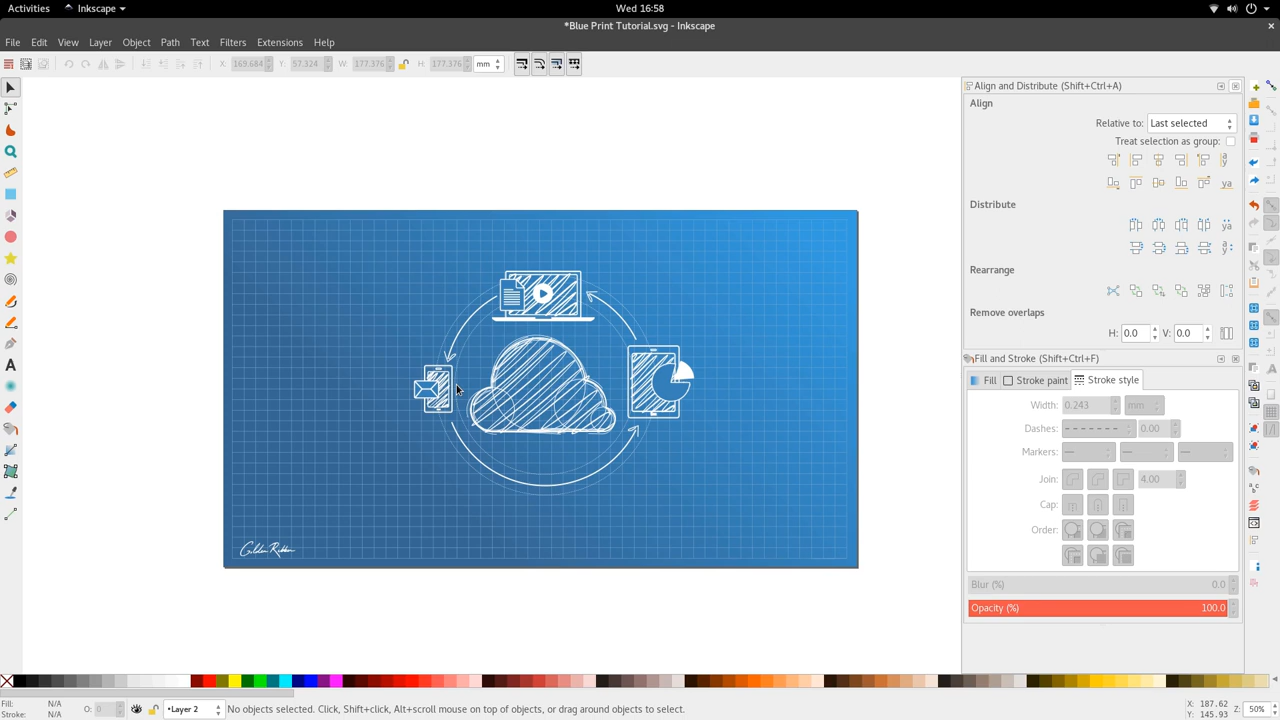 Activities Inkscape Wed 16:58
*Blue Print Tutorial.svg - Inkscape
File Edit View Layer Object Path Text Filters Extensions Help
X: 169.684 Y: 57.324 W: 177.376 H: 177.376 mm
Align and Distribute (Shift+Ctrl+A)
Align
Relative to: Last selected
Treat selection as group:
Distribute
Rearrange
Remove overlaps
H: 0.0 V: 0.0
Fill and Stroke (Shift+Ctrl+F)
Fill Stroke paint Stroke style
Width: 0.243 mm
Dashes: 0.00
Markers:
Join: 4.00
Cap:
Order:
Blur (%) 0.0
Opacity (%) 100.0
Golden Ribbon
Fill: N/A
Stroke: N/A
O: 0
•Layer 2
No objects selected. Click, Shift+click, Alt+scroll mouse on top of objects, or drag around objects to select.
X: 187.62
Y: 145.93
Z: 50%